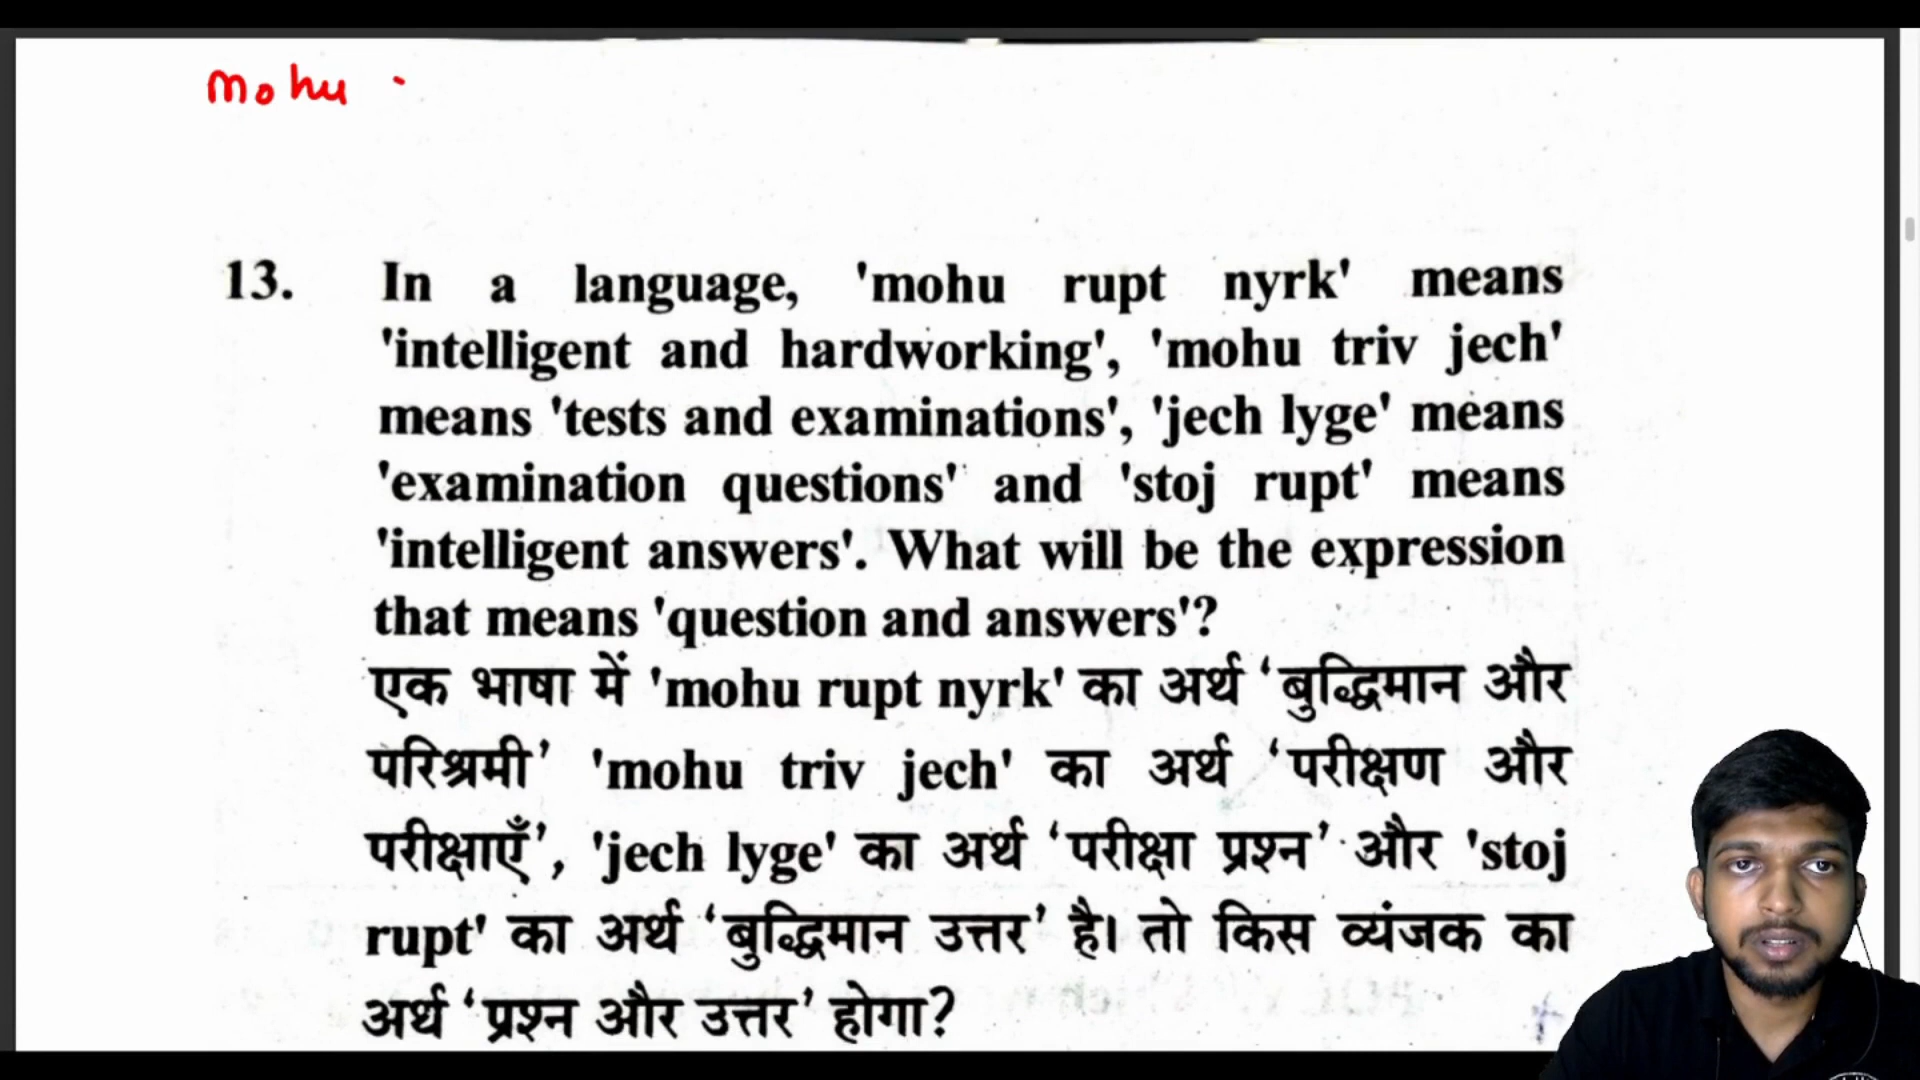 mohu
13. In a language, 'mohu rupt nyrk' means
'intelligent and hardworking', 'mohu triv jech'
means 'tests and examinations', 'jech lyge' means
'examination questions' and 'stoj rupt' means
'intelligent answers'. What will be the expression
that means 'question and answers'?
एक भाषा में 'mohu rupt nyrk' का अर्थ ‘बुद्धिमान और
परिश्रमी’ 'mohu triv jech' का अर्थ ‘परीक्षण और
परीक्षाएँ’, 'jech lyge' का अर्थ ‘परीक्षा प्रश्न’ और 'stoj
rupt' का अर्थ ‘बुद्धिमान उत्तर’ है। तो किस व्यंजक का
अर्थ ‘प्रश्न और उत्तर’ होगा?